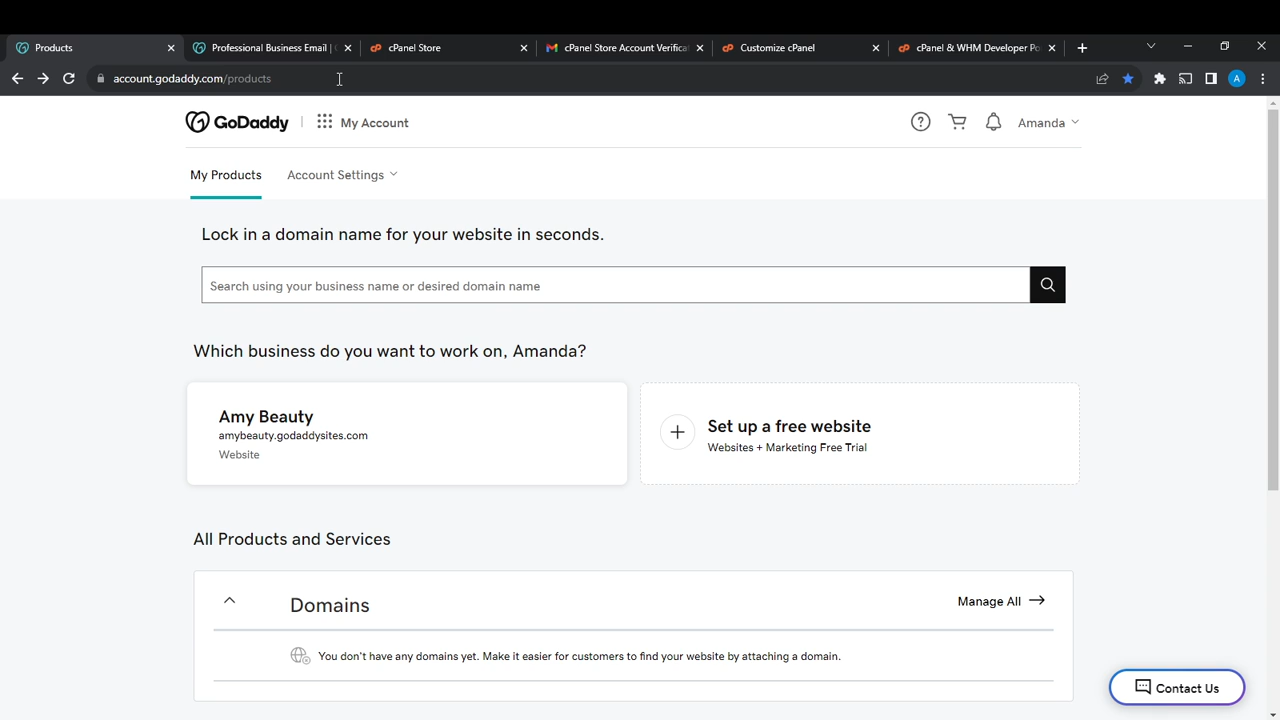 Products
Professional Business Email |
cPanel Store
cPanel Store Account Verificat
Customize cPanel
cPanel & WHM Developer Po
account.godaddy.com/products
A
GoDaddy
My Account
Amanda
My Products
Account Settings
Lock in a domain name for your website in seconds.
Search using your business name or desired domain name
Which business do you want to work on, Amanda?
Amy Beauty
amybeauty.godaddysites.com
Website
Set up a free website
Websites + Marketing Free Trial
All Products and Services
Domains
Manage All
You don't have any domains yet. Make it easier for customers to find your website by attaching a domain.
Contact Us